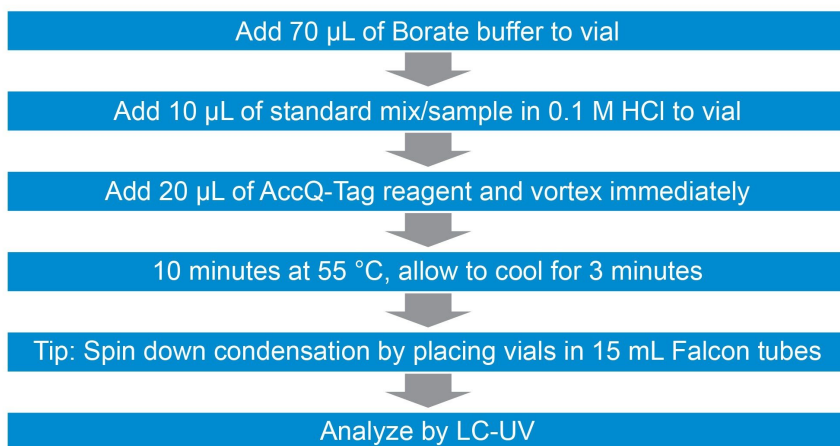 Add 70 µL of Borate buffer to vial
Add 10 µL of standard mix/sample in 0.1 M HCl to vial
Add 20 µL of AccQ-Tag reagent and vortex immediately
10 minutes at 55 °C, allow to cool for 3 minutes
Tip: Spin down condensation by placing vials in 15 mL Falcon tubes
Analyze by LC-UV